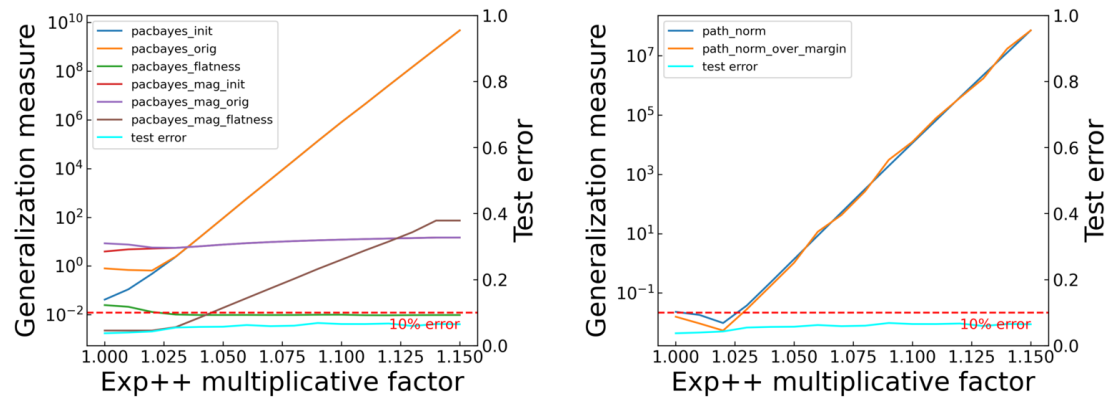 Generalization measure
10^10
10^8
10^6
10^4
10^2
10^0
10^−2
pacbayes_init
pacbayes_orig
pacbayes_flatness
pacbayes_mag_init
pacbayes_mag_orig
pacbayes_mag_flatness
test error
10% error
1.0
0.8
0.6
0.4
0.2
0.0
Test error
1.000 1.025 1.050 1.075 1.100 1.125 1.150
Exp++ multiplicative factor
Generalization measure
10^7
10^5
10^3
10^1
10^−1
path_norm
path_norm_over_margin
test error
10% error
1.0
0.8
0.6
0.4
0.2
0.0
Test error
1.000 1.025 1.050 1.075 1.100 1.125 1.150
Exp++ multiplicative factor